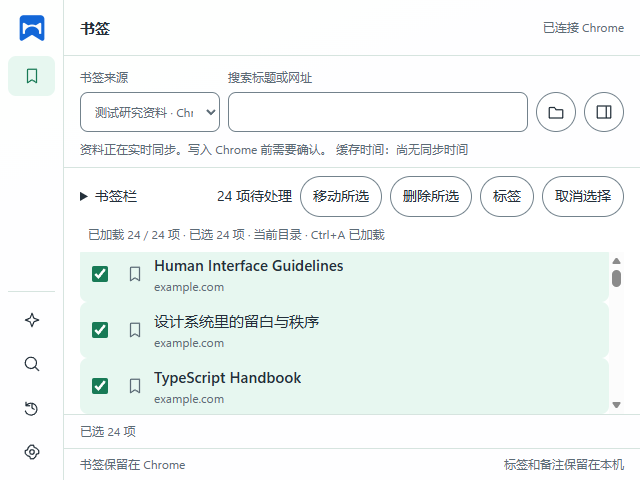 书签
已连接 Chrome
书签来源
搜索标题或网址
测试研究资料 · Chr
资料正在实时同步。写入 Chrome 前需要确认。 缓存时间：尚无同步时间
书签栏
24 项待处理
移动所选
删除所选
标签
取消选择
已加载 24 / 24 项 · 已选 24 项 · 当前目录 · Ctrl+A 已加载
Human Interface Guidelines
example.com
设计系统里的留白与秩序
example.com
TypeScript Handbook
example.com
已选 24 项
书签保留在 Chrome
标签和备注保留在本机